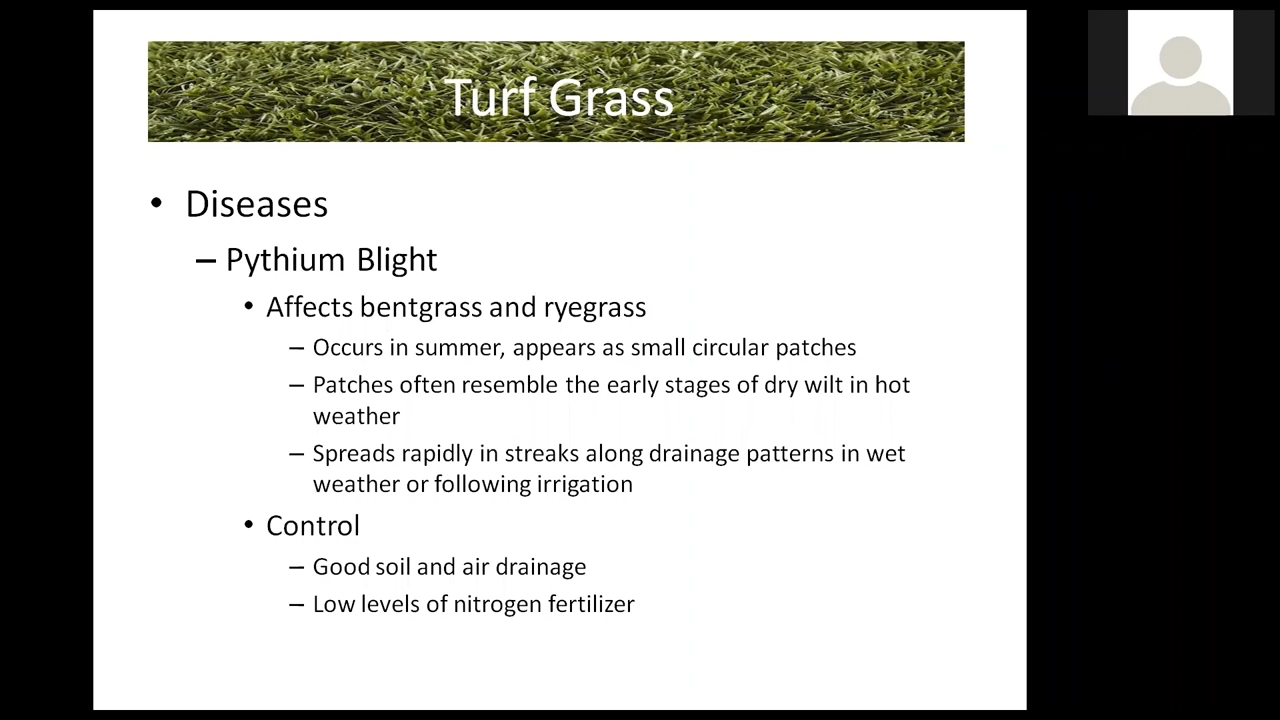 Turf Grass
• Diseases
– Pythium Blight
• Affects bentgrass and ryegrass
– Occurs in summer, appears as small circular patches
– Patches often resemble the early stages of dry wilt in hot
weather
– Spreads rapidly in streaks along drainage patterns in wet
weather or following irrigation
• Control
– Good soil and air drainage
– Low levels of nitrogen fertilizer